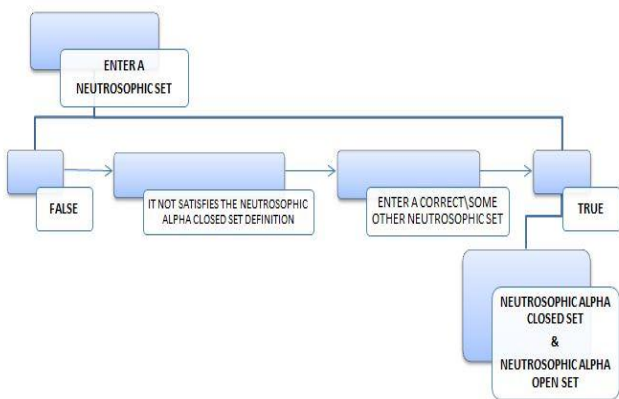 ENTER A
NEUTROSOPHIC SET
FALSE
IT NOT SATISFIES THE NEUTROSOPHIC
ALPHA CLOSED SET DEFINITION
ENTER A CORRECT\SOME
OTHER NEUTROSOPHIC SET
TRUE
NEUTROSOPHIC ALPHA
CLOSED SET
&
NEUTROSOPHIC ALPHA
OPEN SET